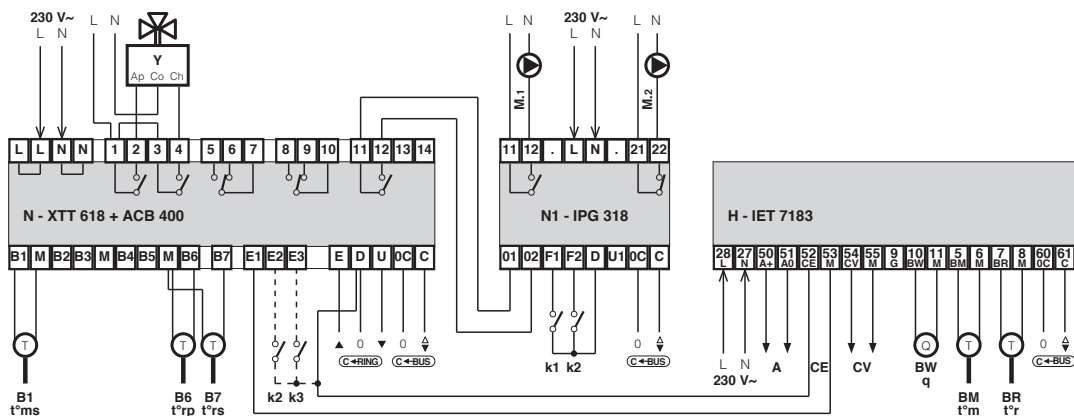 230 V~ L N 230 V~ L N
L N L N L N
Y
Ap Co Ch
M.1 M.2
L L N N 1 2 3 4 5 6 7 8 9 10 11 12 13 14 11 12 . L N . 21 22
N - XTT 618 + ACB 400 N1 - IPG 318 H - IET 7183
B1 M B2 B3 M B4 B5 M B6 B7 E1 E2 E3 E D U 0C C 01 02 F1 F2 D U1 0C C 28 27 50 51 52 53 54 55 9 10 11 5 6 7 8 60 61
L N A+ A0 CE M CV M G BW M BM M BR M 0C C
T T T 0 0 0 Q T T 0
C RING C BUS k1 k2 C BUS L N A CE CV C BUS
B1 B6 B7 k2 k3 230 V~ BW BM BR
t°ms t°rp t°rs q t°m t°r